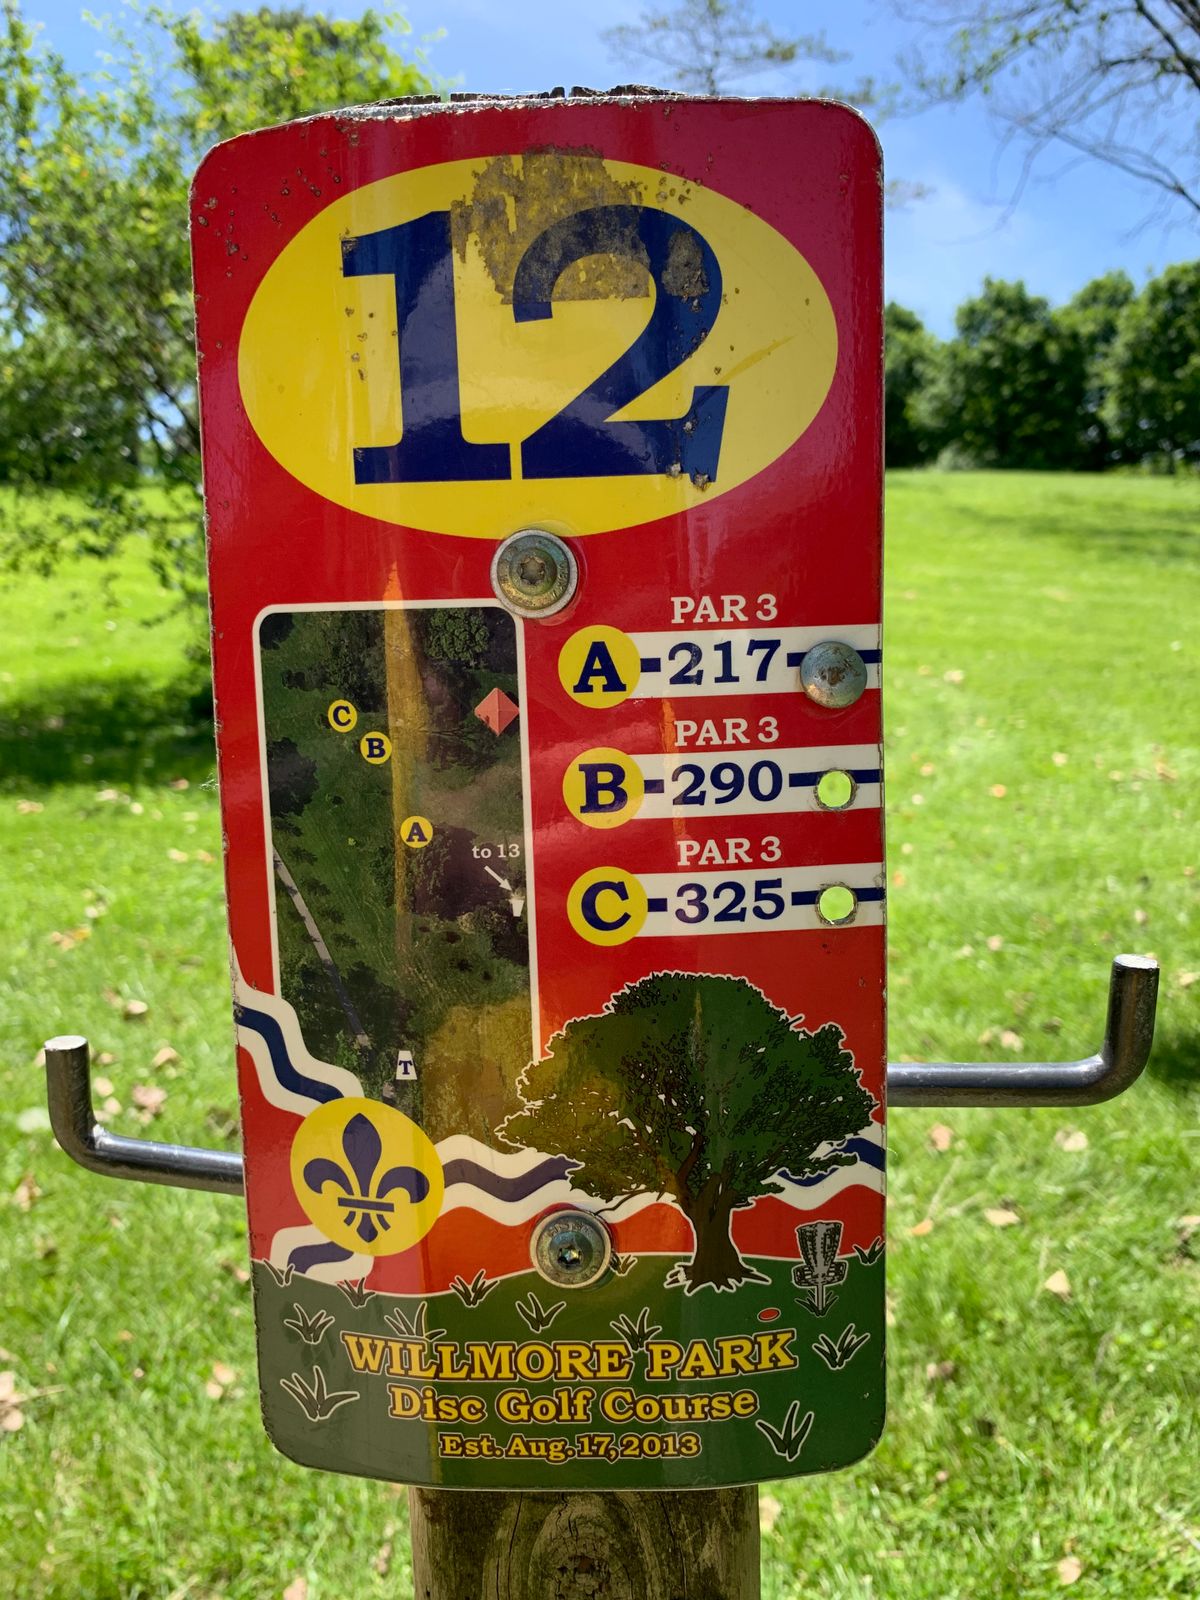 12
PAR 3
A-217
PAR 3
B-290
PAR 3
C-325
C
B
A
to 13
T
WILLMORE PARK
Disc Golf Course
Est. Aug. 17, 2013